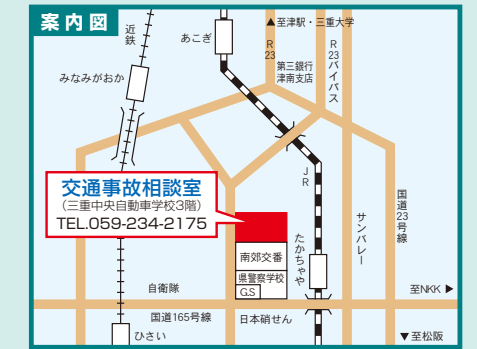 案内図
近鉄
あこぎ
▲至津駅・三重大学
R23
R23バイパス
第三銀行
津南支店
みなみがおか
交通事故相談室
(三重中央自動車学校3階)
TEL.059-234-2175
JR
国道23号線
サンバレー
たかちゃや
南郊交番
県警察学校
G.S
自衛隊
至NKK ▶
国道165号線
日本硝せん
ひさい
▼至松阪